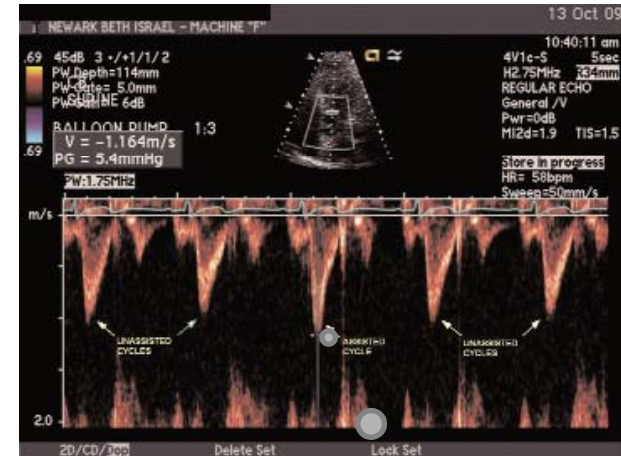 13 Oct 09
NEWARK BETH ISRAEL - MACHINE "F"
10:40:11 am
.69 45dB 3 ·/+1/1/2
PW Depth=114mm
PW Gate= 5.0mm
6dB
SUPINE
BALLOON PUMP 1:3
V = -1.164m/s
PG = 5.4mmHg
.69
PW:1.75MHz
4V1c-S 5sec
H2.75MHz R34mm
REGULAR ECHO
General /V
Pwr=0dB
MI2d=1.9 TIS=1.5
Store in progress
HR= 58bpm
Sweep=50mm/s
m/s
UNASSISTED
CYCLES
ASSISTED
CYCLE
UNASSISTED
CYCLES
2.0
2D/CD/Dop Delete Set Lock Set